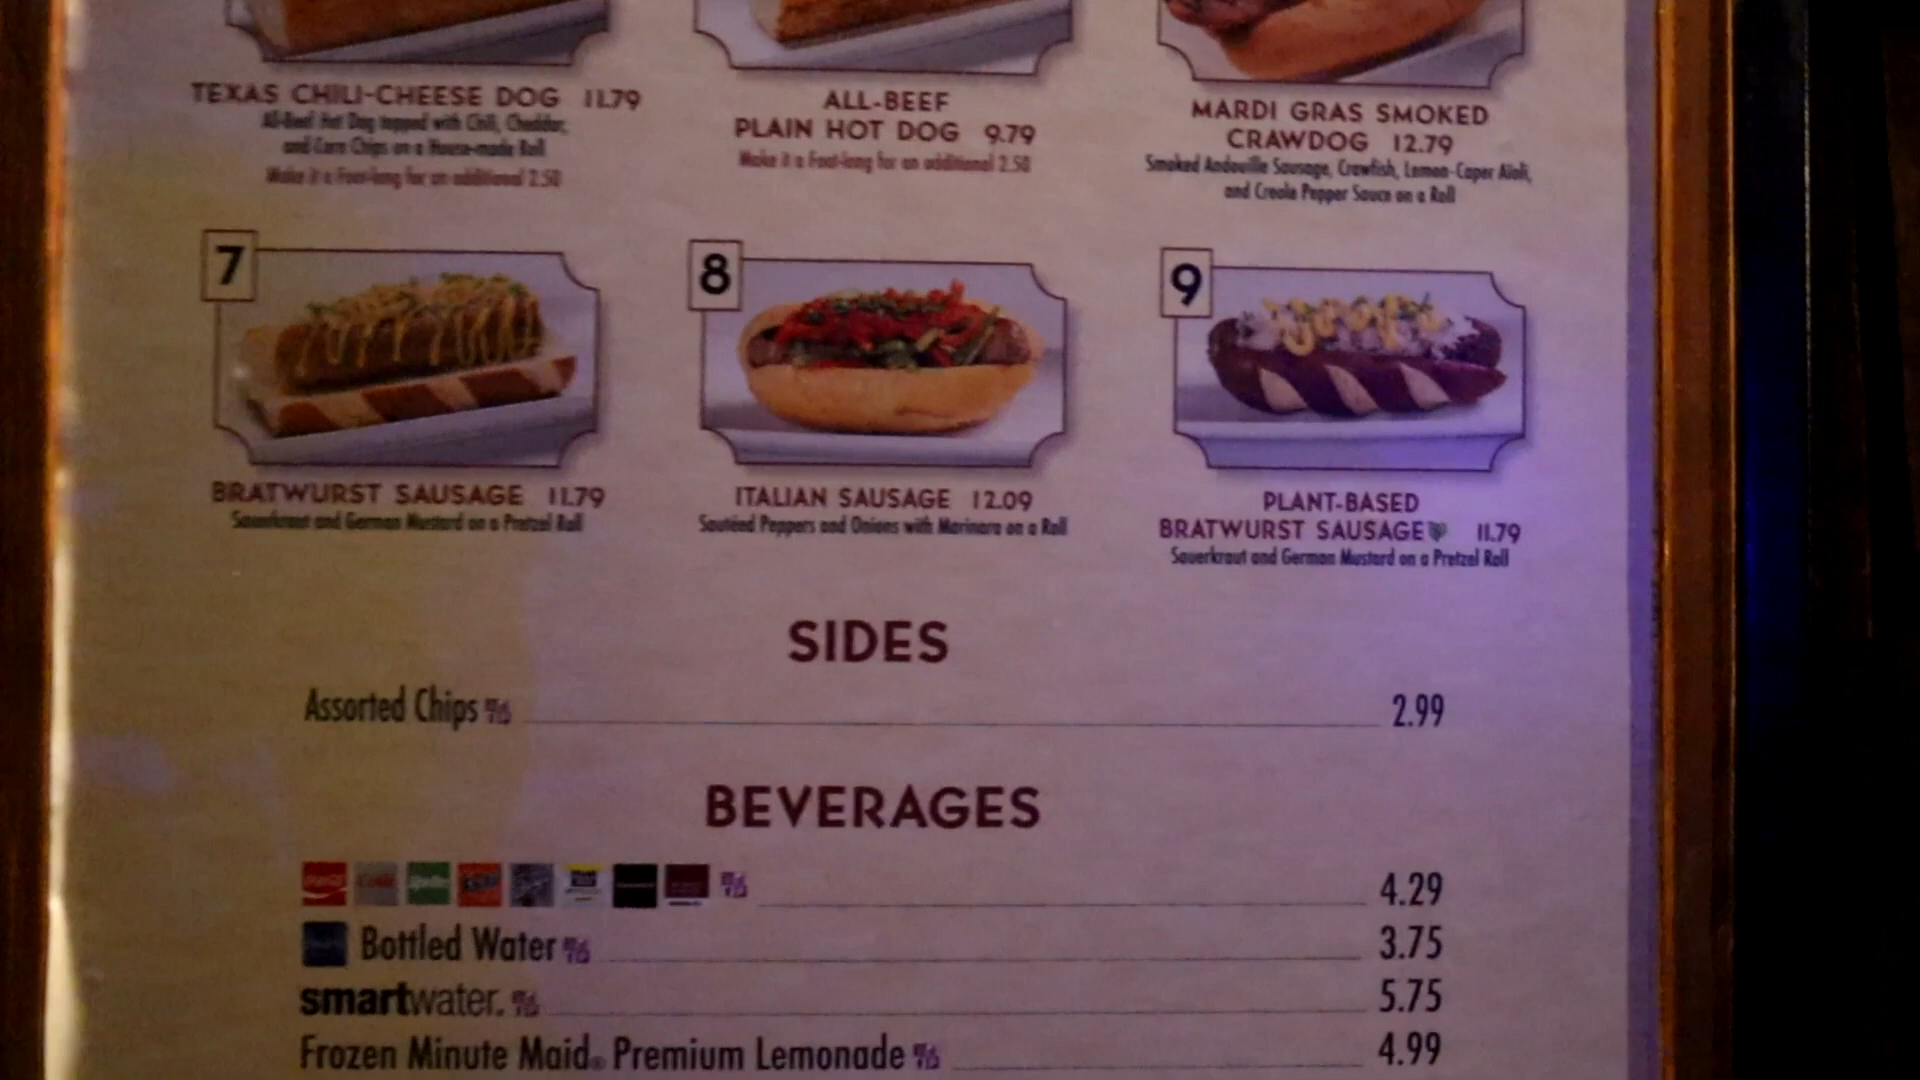 TEXAS CHILI-CHEESE DOG 11.79
All-Beef Hot Dog topped with Chili, Cheddar,
and Corn Chips on a House-made Roll
Make it a Foot-long for an additional 2.50
ALL-BEEF
PLAIN HOT DOG 9.79
Make it a Foot-long for an additional 2.50
MARDI GRAS SMOKED
CRAWDOG 12.79
Smoked Andouille Sausage, Crawfish, Lemon-Caper Aïoli,
and Creole Pepper Sauce on a Roll
7
BRATWURST SAUSAGE 11.79
Sauerkraut and German Mustard on a Pretzel Roll
8
ITALIAN SAUSAGE 12.09
Sautéed Peppers and Onions with Marinara on a Roll
9
PLANT-BASED
BRATWURST SAUSAGE 11.79
Sauerkraut and German Mustard on a Pretzel Roll
SIDES
Assorted Chips 2.99
BEVERAGES
4.29
Bottled Water 3.75
smartwater. 5.75
Frozen Minute Maid® Premium Lemonade 4.99